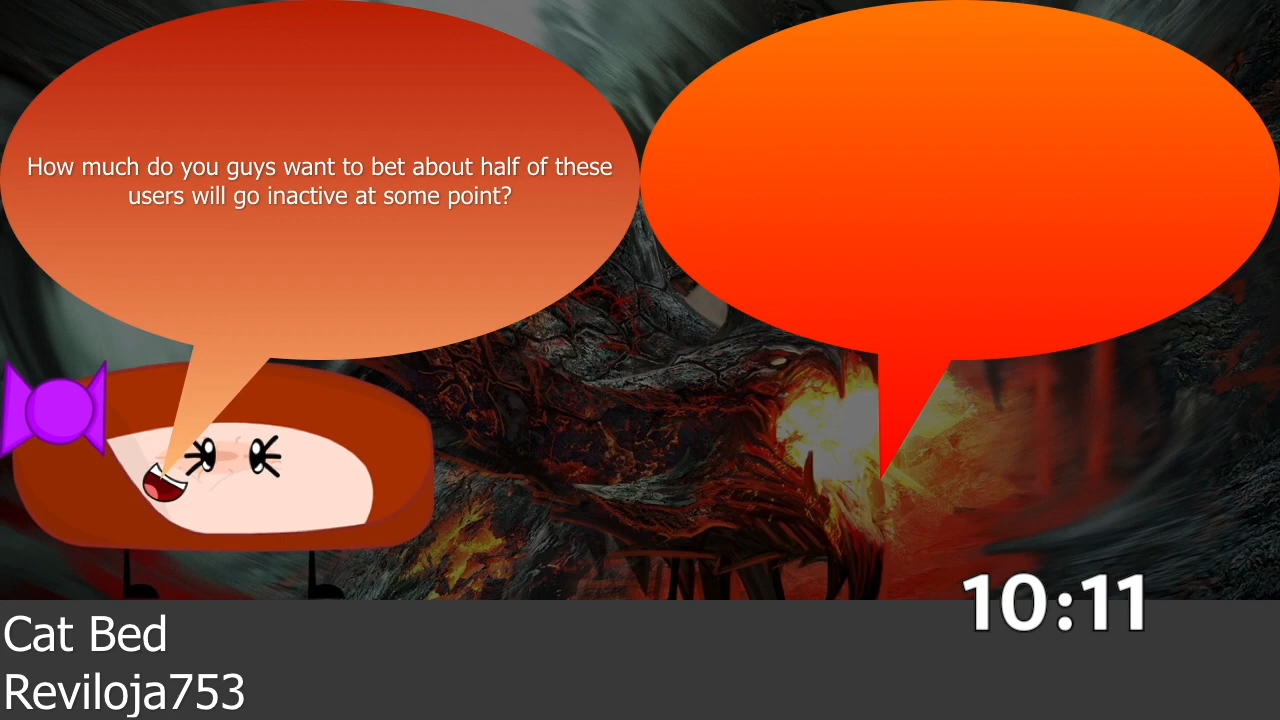 How much do you guys want to bet about half of these
users will go inactive at some point?
10:11
Cat Bed
Reviloja753